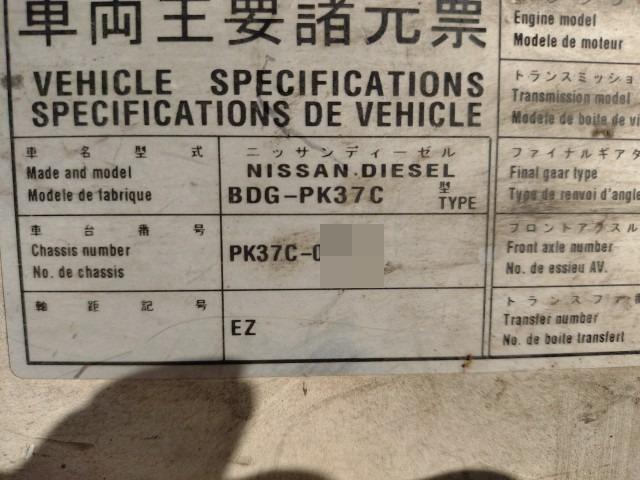 車両主要諸元票
VEHICLE SPECIFICATIONS
SPECIFICATIONS DE VEHICLE
車名型式
Made and model
Modele de fabrique
ニッサンディーゼル
NISSAN DIESEL
BDG-PK37C
型
TYPE
車台番号
Chassis number
No. de chassis
PK37C-0
軸距記号
EZ
Engine model
Modele de moteur
トランスミッショ
Transmission model
Modele de boite de vi
ファイナルギアタ
Final gear type
Type de renvoi d'angle
フロントアクスル
Front axle number
No. de essieu AV.
トランスファ
Transfer number
No. de boite transfert